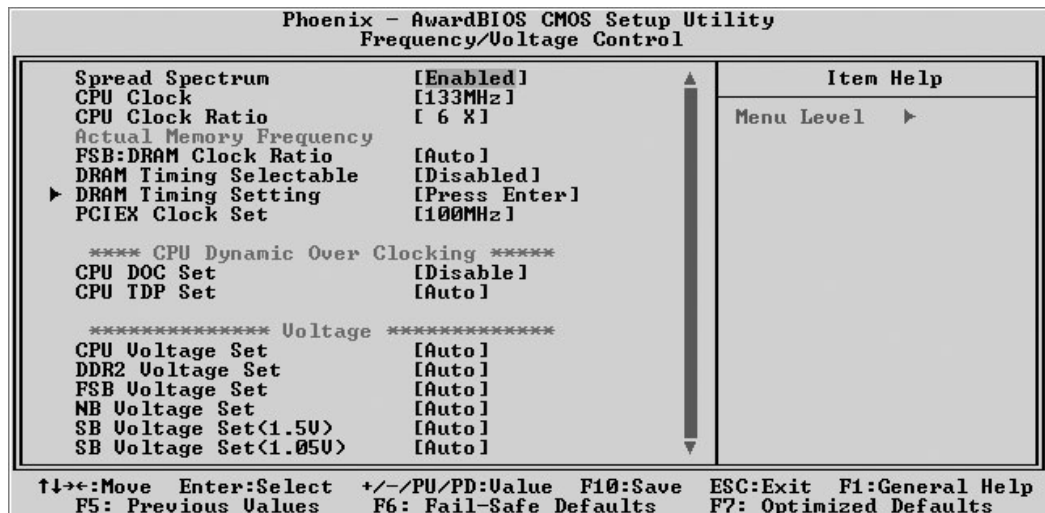 Phoenix - AwardBIOS CMOS Setup Utility
Frequency/Voltage Control
Spread Spectrum [Enabled]
CPU Clock [133MHz]
CPU Clock Ratio [ 6 X]
Actual Memory Frequency
FSB:DRAM Clock Ratio [Auto]
DRAM Timing Selectable [Disabled]
► DRAM Timing Setting [Press Enter]
PCIEX Clock Set [100MHz]
**** CPU Dynamic Over Clocking *****
CPU DOC Set [Disable]
CPU TDP Set [Auto]
************** Voltage *************
CPU Voltage Set [Auto]
DDR2 Voltage Set [Auto]
FSB Voltage Set [Auto]
NB Voltage Set [Auto]
SB Voltage Set(1.5V) [Auto]
SB Voltage Set(1.05V) [Auto]
Item Help
Menu Level ►
↑↓→←:Move Enter:Select +/-/PU/PD:Value F10:Save ESC:Exit F1:General Help
F5: Previous Values F6: Fail-Safe Defaults F7: Optimized Defaults